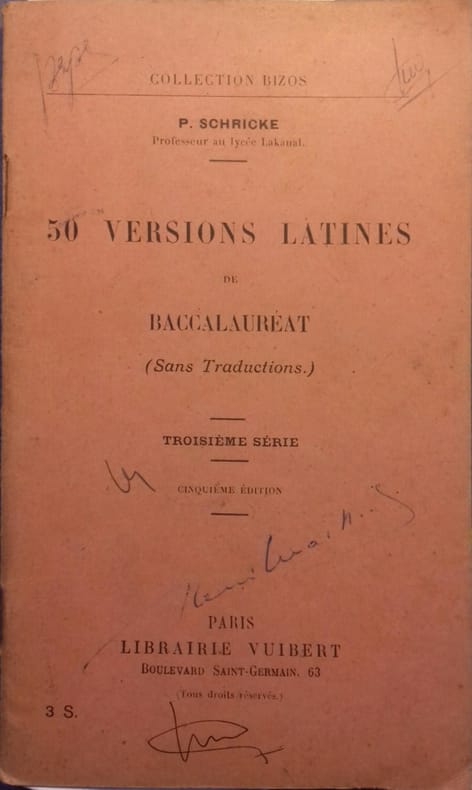 COLLECTION BIZOS
P. SCHRICKE
Professeur au lycée Lakanal.
50 VERSIONS LATINES
DE
BACCALAURÉAT
(Sans Traductions.)
TROISIÈME SÉRIE
CINQUIÈME ÉDITION
PARIS
LIBRAIRIE VUIBERT
BOULEVARD SAINT-GERMAIN, 63
(Tous droits réservés.)
3 S.